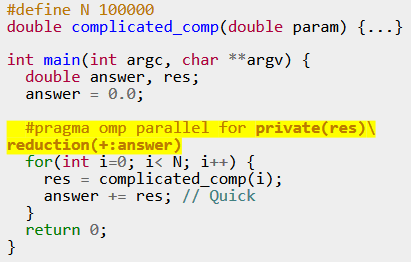 #define N 100000
double complicated_comp(double param) {...}
int main(int argc, char **argv) {
double answer, res;
answer = 0.0;
#pragma omp parallel for private(res)\
reduction(+:answer)
for(int i=0; i< N; i++) {
res = complicated_comp(i);
answer += res; // Quick
}
return 0;
}